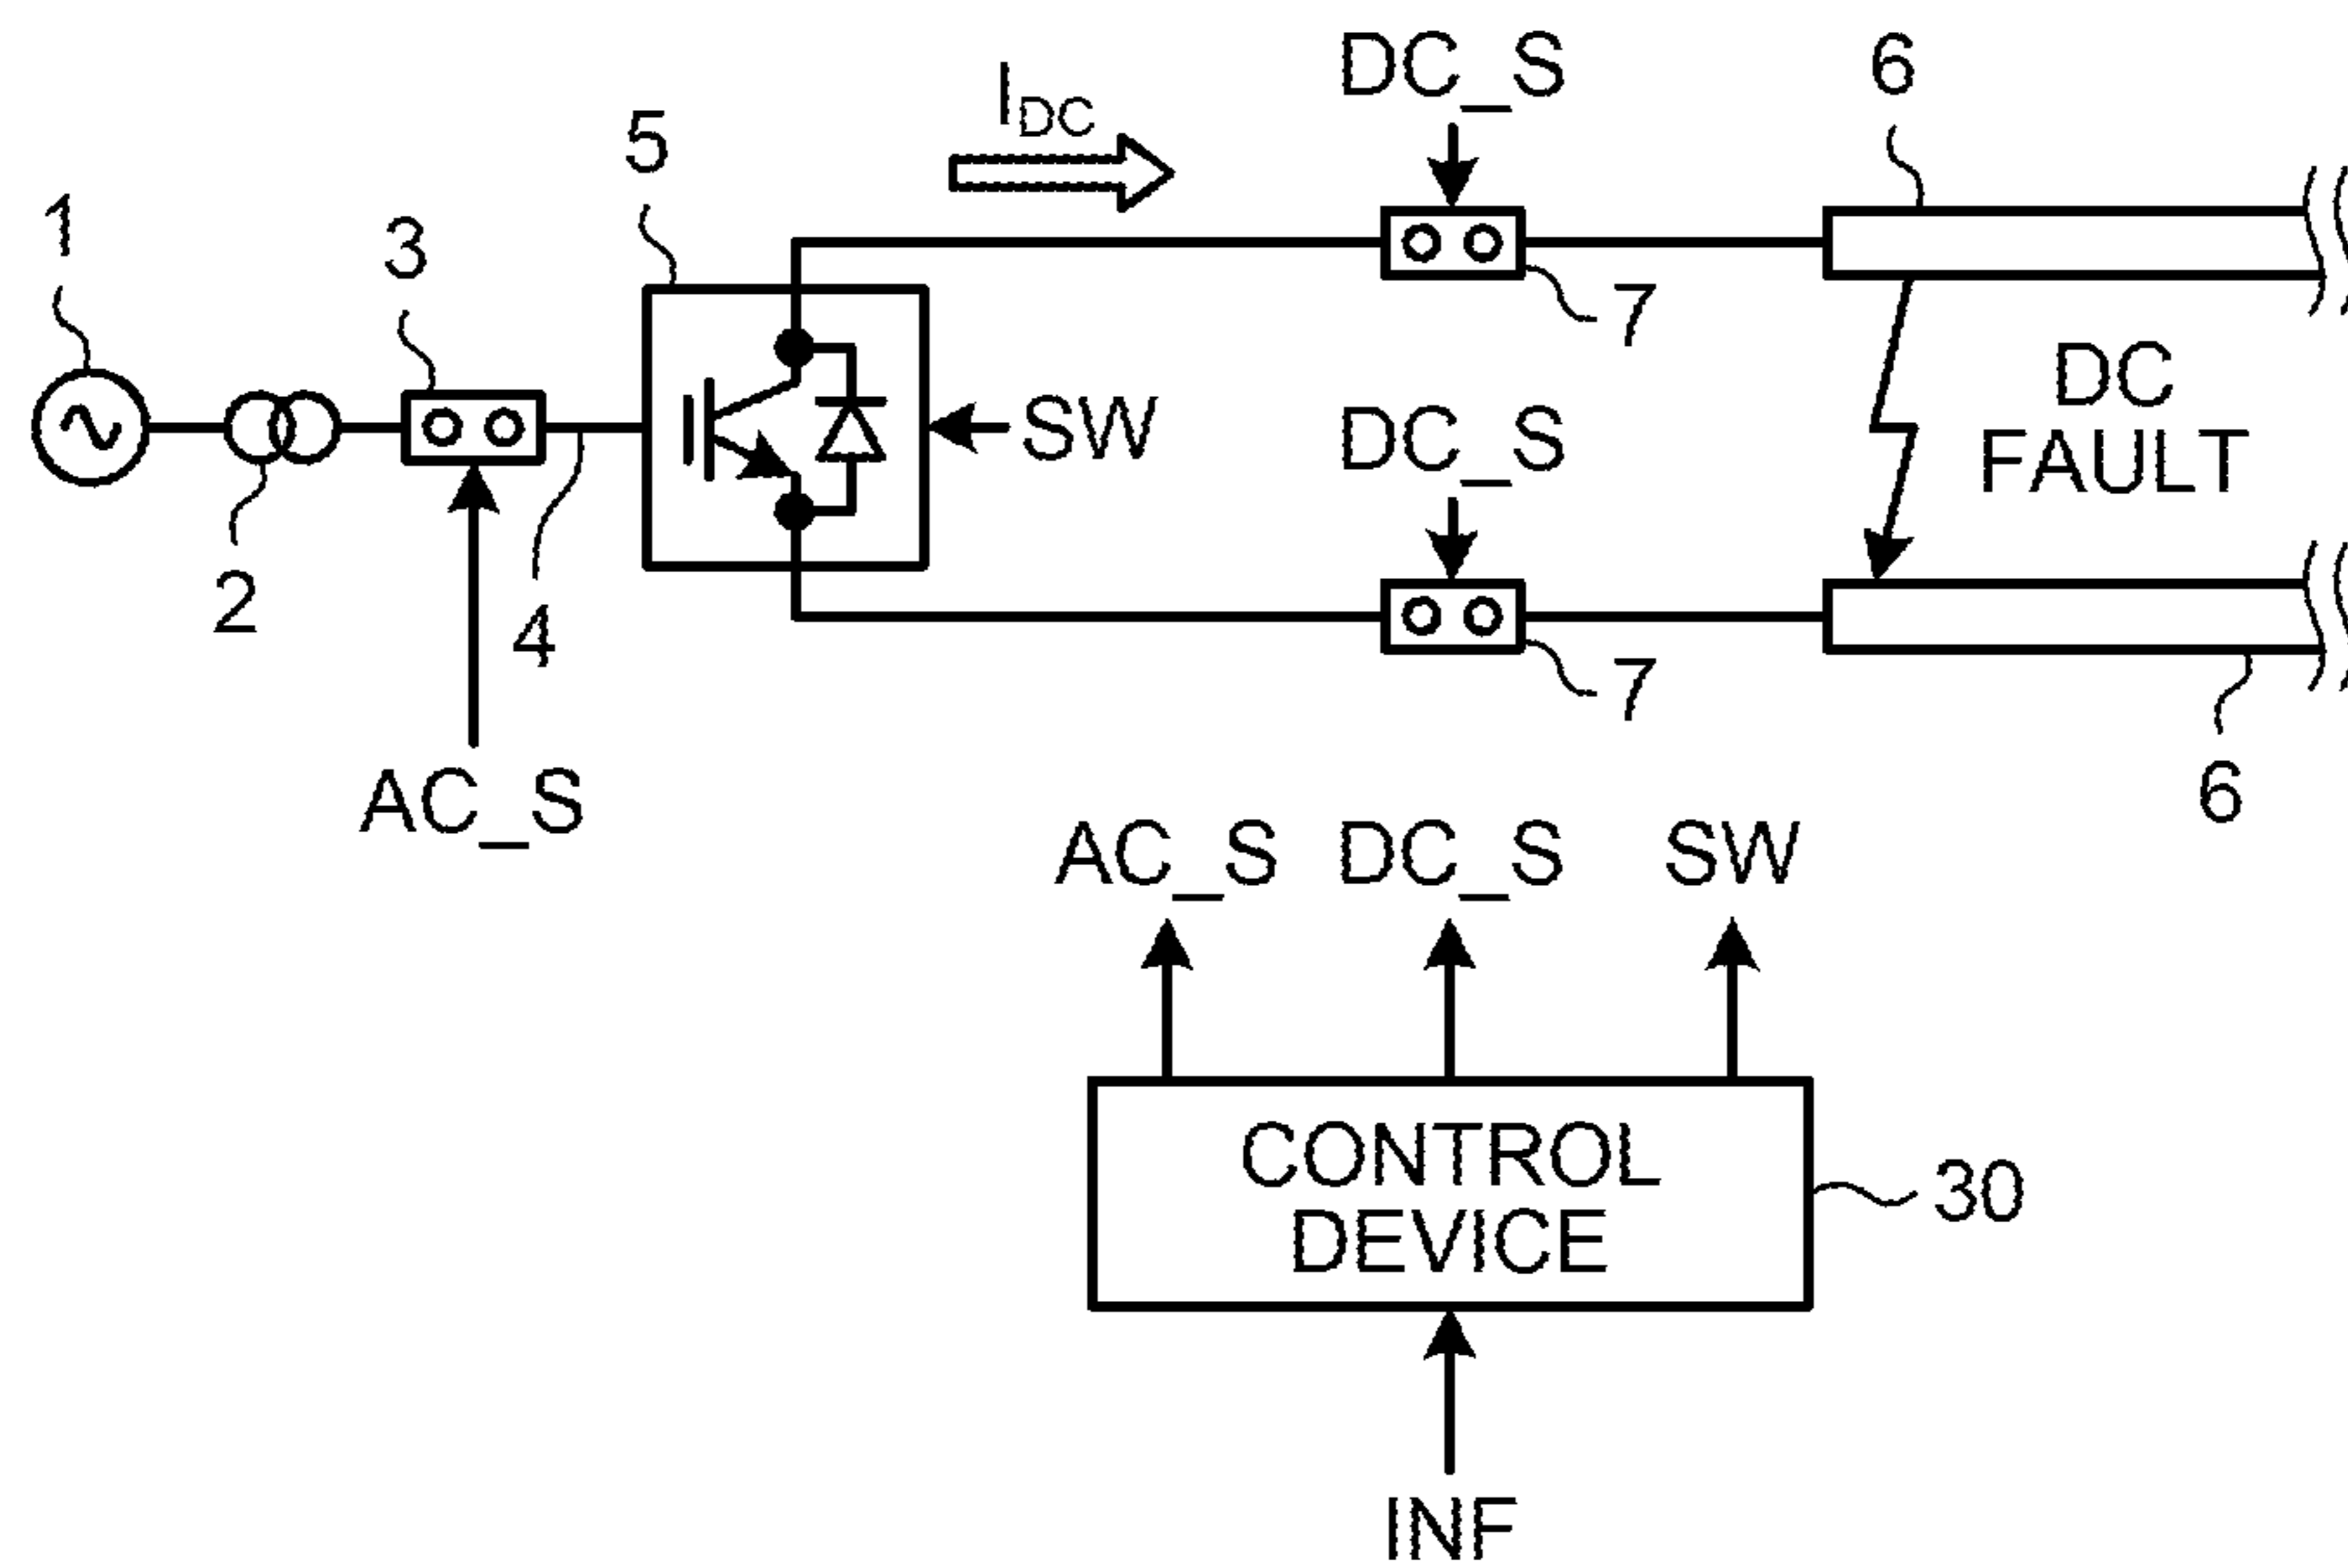 1
2
3
AC_S
4
5
I_DC
SW
DC_S
7
6
DC_S
7
DC
FAULT
6
AC_S DC_S SW
CONTROL
DEVICE
30
INF